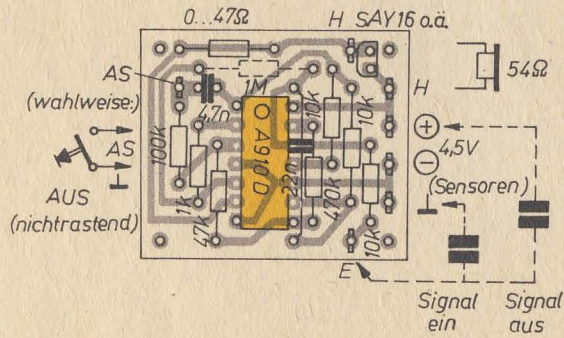 0...47Ω
H SAY16 o.ä.
AS
(wahlweise:)
AS
AUS
(nichtrastend)
4,7n
1M
100k
1k
47k
A910D
22n
10k
10k
10k
470k
10k
H
54Ω
+
−
4,5V
(Sensoren)
E
Signal
ein
Signal
aus